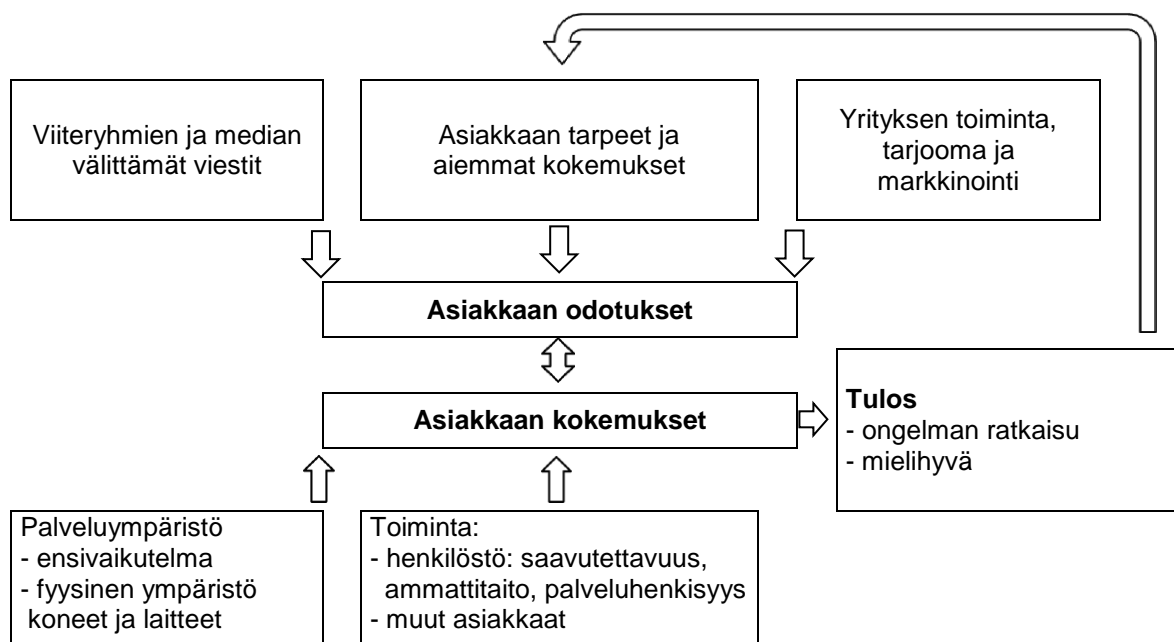 Viiteryhmien ja median
välittämät viestit
Asiakkaan tarpeet ja
aiemmat kokemukset
Yrityksen toiminta,
tarjooma ja
markkinointi
Asiakkaan odotukset
Asiakkaan kokemukset
Tulos
- ongelman ratkaisu
- mielihyvä
Palveluympäristö
- ensivaikutelma
- fyysinen ympäristö
koneet ja laitteet
Toiminta:
- henkilöstö: saavutettavuus,
ammattitaito, palveluhenkisyys
- muut asiakkaat